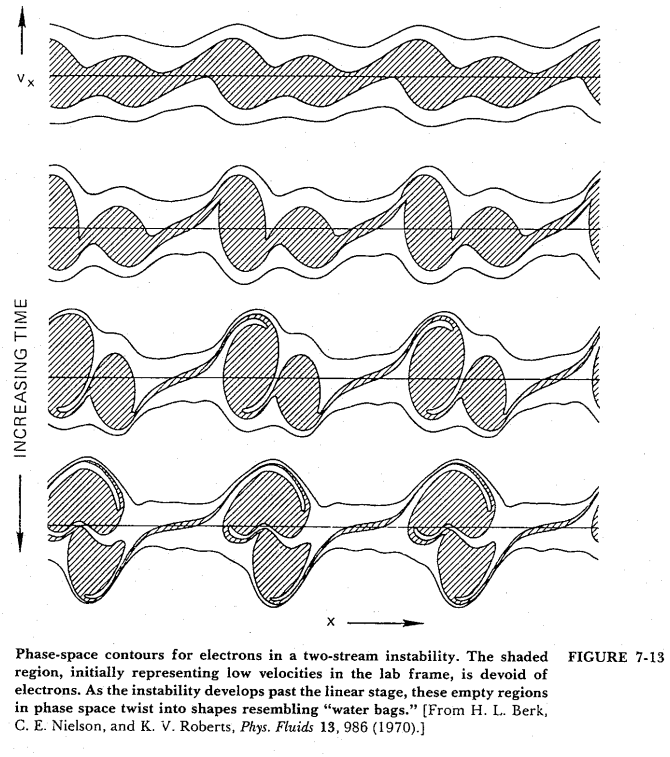 vₓ
INCREASING TIME
x
Phase-space contours for electrons in a two-stream instability. The shaded
region, initially representing low velocities in the lab frame, is devoid of
electrons. As the instability develops past the linear stage, these empty regions
in phase space twist into shapes resembling “water bags.” [From H. L. Berk,
C. E. Nielson, and K. V. Roberts, Phys. Fluids 13, 986 (1970).]
FIGURE 7-13